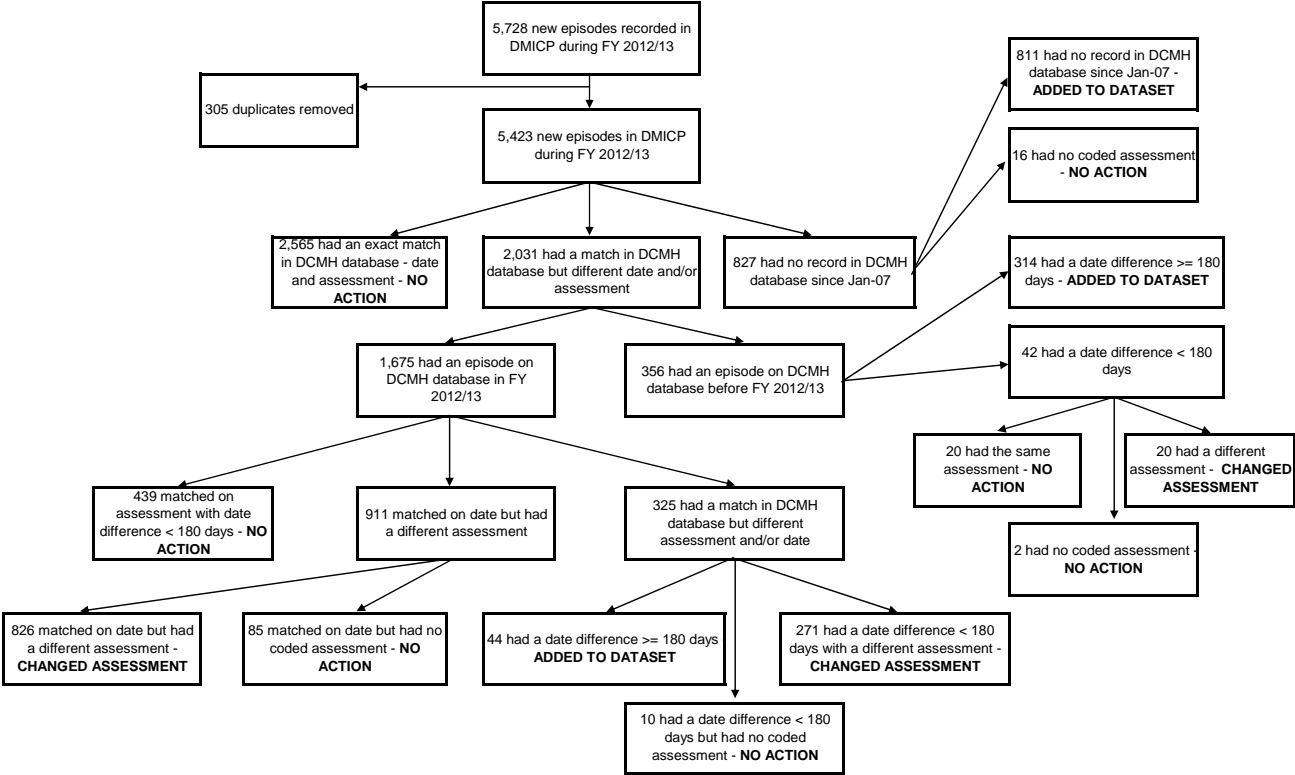 5,728 new episodes recorded in
DMICP during FY 2012/13
811 had no record in DCMH
database since Jan-07 -
ADDED TO DATASET
305 duplicates removed
5,423 new episodes in DMICP
during FY 2012/13
16 had no coded assessment
- NO ACTION
2,565 had an exact match
in DCMH database - date
and assessment - NO
ACTION
2,031 had a match in DCMH
database but different date and/or
assessment
827 had no record in DCMH
database since Jan-07
314 had a date difference >= 180
days - ADDED TO DATASET
1,675 had an episode on
DCMH database in FY
2012/13
356 had an episode on DCMH
database before FY 2012/13
42 had a date difference < 180
days
20 had the same
assessment - NO
ACTION
20 had a different
assessment - CHANGED
ASSESSMENT
439 matched on
assessment with date
difference < 180 days - NO
ACTION
911 matched on date but had
a different assessment
325 had a match in DCMH
database but different
assessment and/or date
2 had no coded assessment -
NO ACTION
826 matched on date but had
a different assessment -
CHANGED ASSESSMENT
85 matched on date but had no
coded assessment - NO
ACTION
44 had a date difference >= 180 days
ADDED TO DATASET
271 had a date difference < 180
days with a different assessment -
CHANGED ASSESSMENT
10 had a date difference < 180
days but had no coded
assessment - NO ACTION